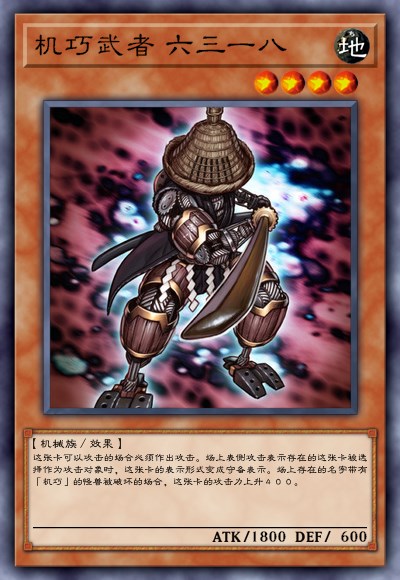 机巧武者 六三一八
地
【机械族／效果】
这张卡可以攻击的场合必须作出攻击。场上表侧攻击表示存在的这张卡被选
择作为攻击对象时，这张卡的表示形式变成守备表示。场上存在的名字带有
「机巧」的怪兽被破坏的场合，这张卡的攻击力上升４００。
ATK/1800 DEF/ 600